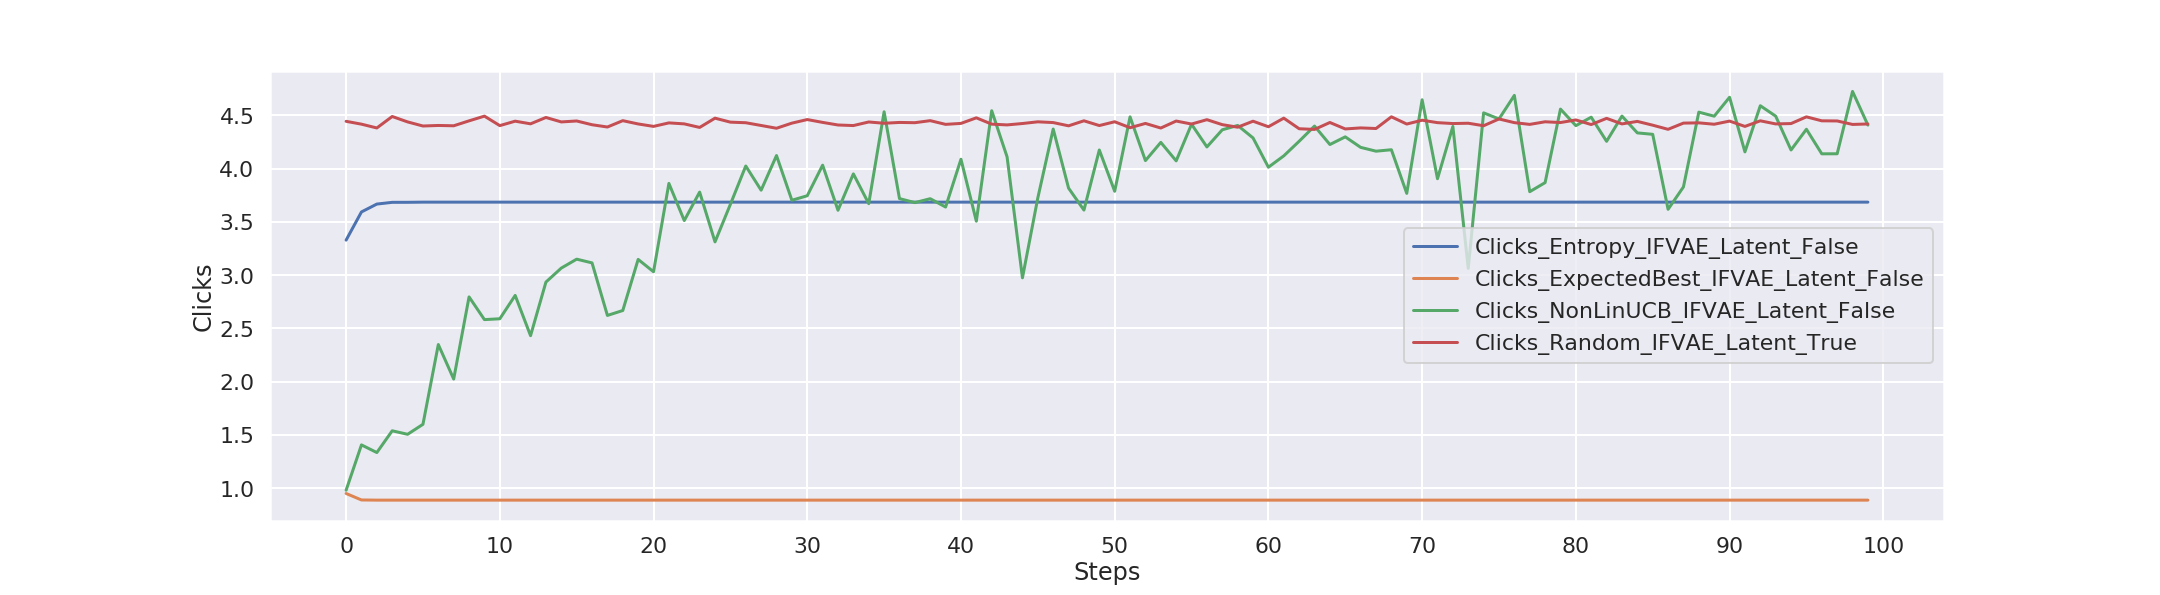 4.5
4.0
3.5
3.0
2.5
2.0
1.5
1.0
Clicks
Clicks_Entropy_IFVAE_Latent_False
Clicks_ExpectedBest_IFVAE_Latent_False
Clicks_NonLinUCB_IFVAE_Latent_False
Clicks_Random_IFVAE_Latent_True
0 10 20 30 40 50 60 70 80 90 100
Steps